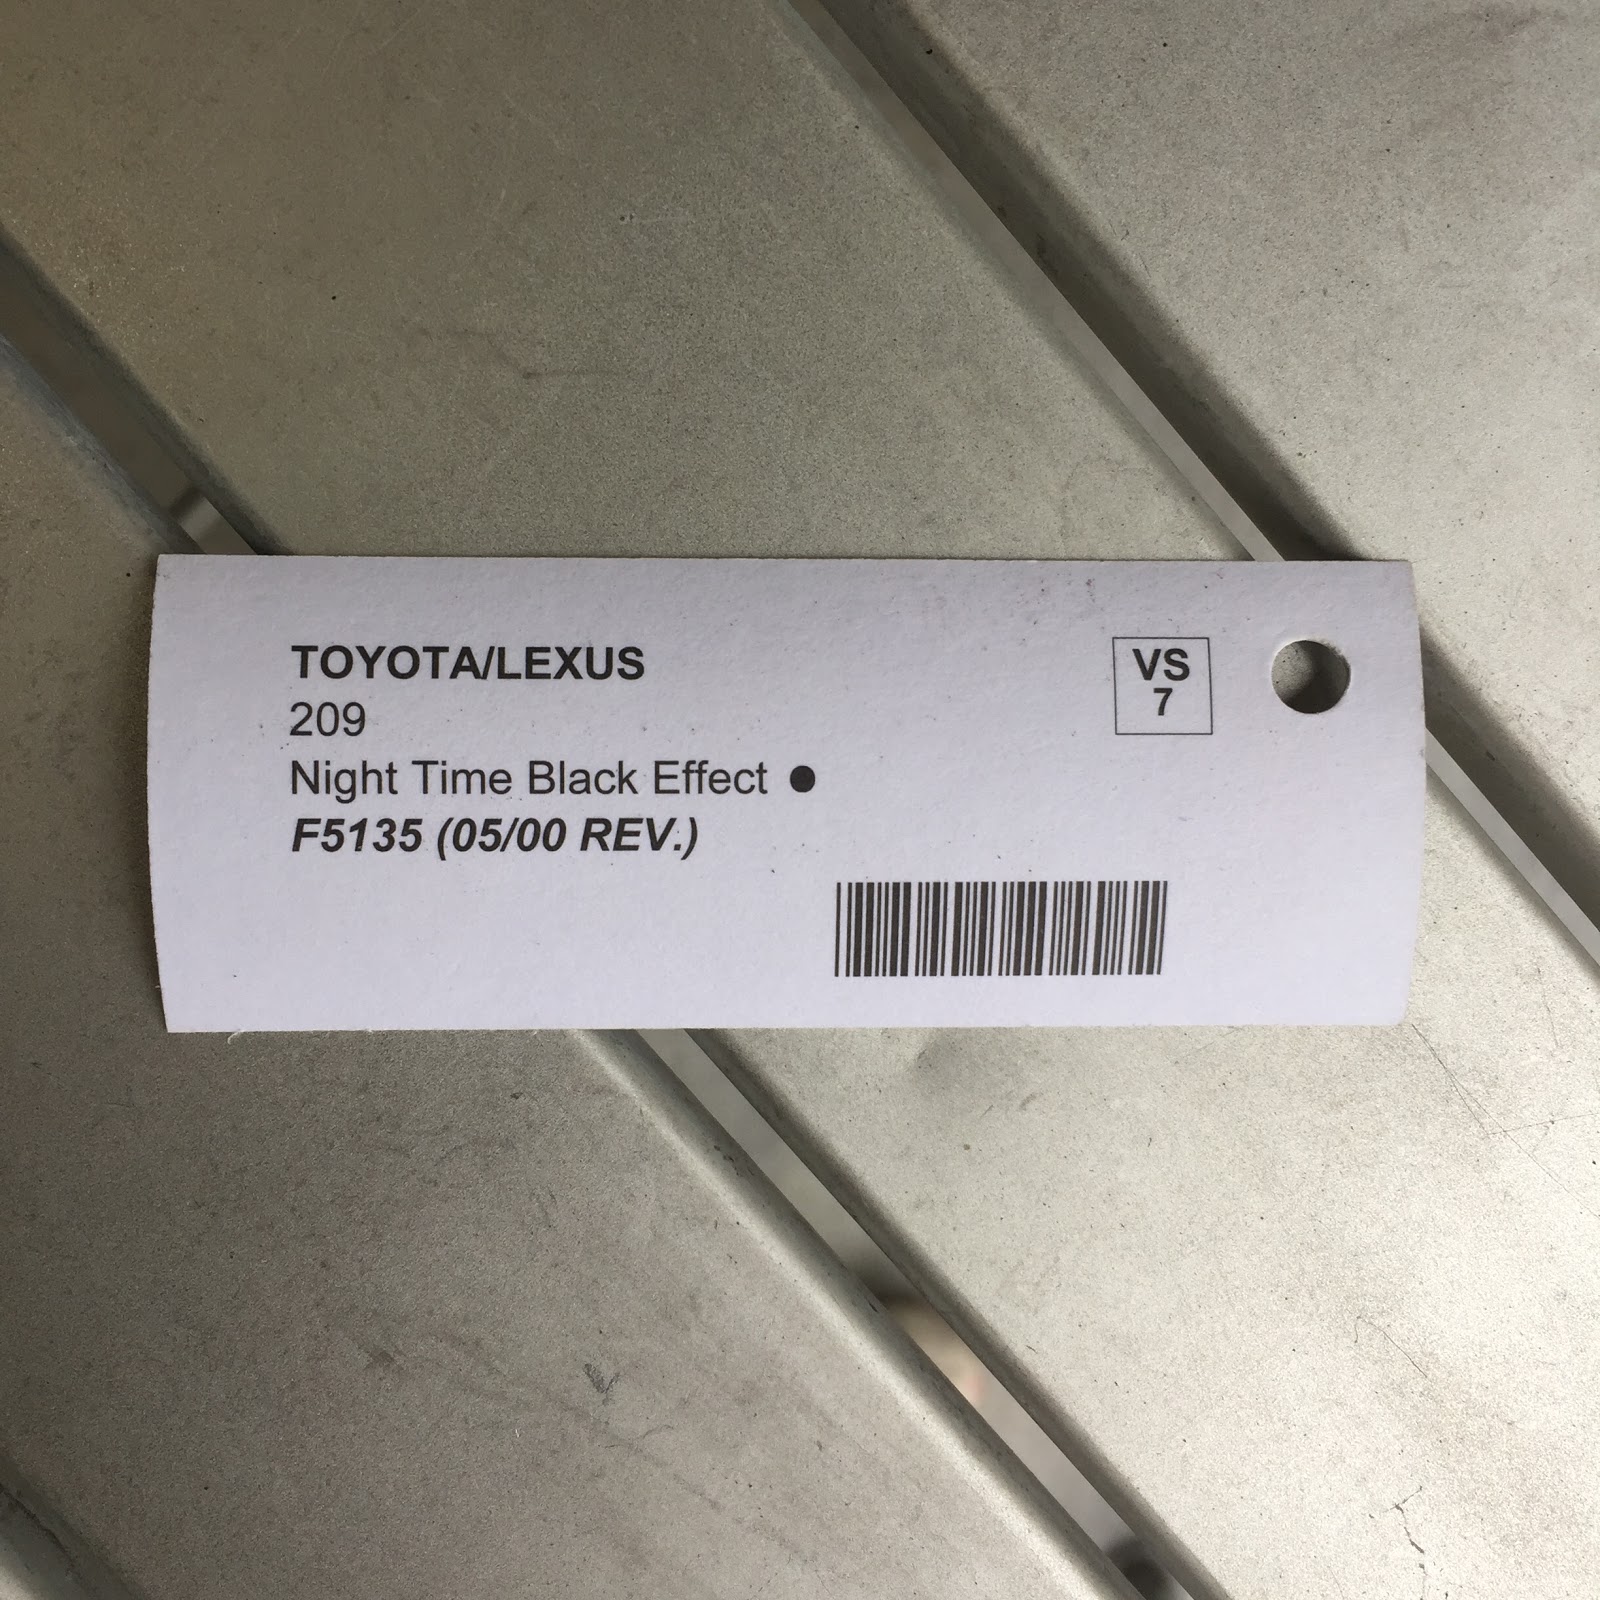 TOYOTA/LEXUS
209
Night Time Black Effect ●
F5135 (05/00 REV.)
VS
7